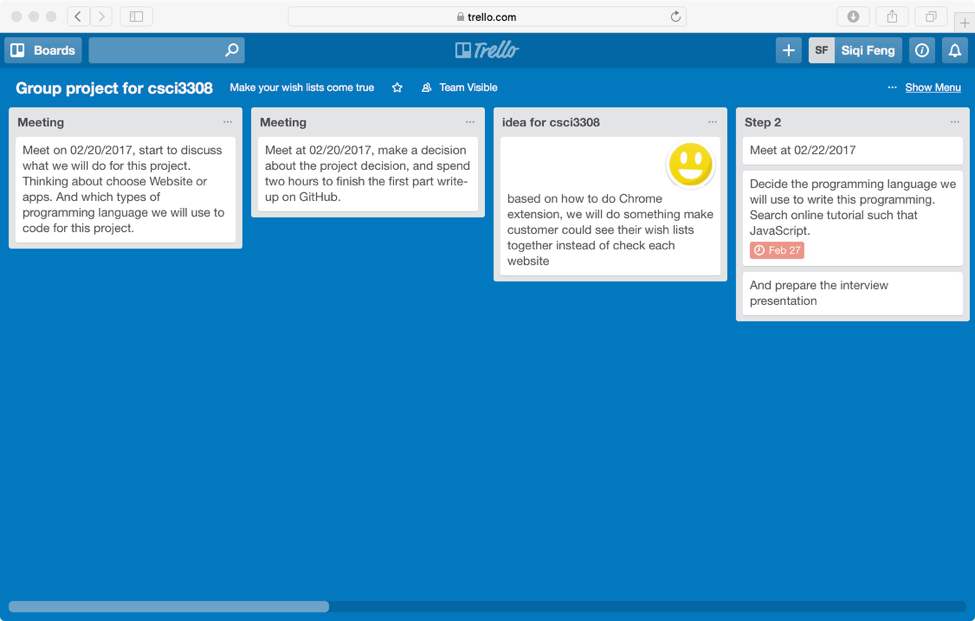 trello.com
Boards
Trello
SF Siqi Feng
Group project for csci3308 Make your wish lists come true Team Visible ... Show Menu
Meeting ...
Meet on 02/20/2017, start to discuss
what we will do for this project.
Thinking about choose Website or
apps. And which types of
programming language we will use to
code for this project.
Meeting ...
Meet at 02/20/2017, make a decision
about the project decision, and spend
two hours to finish the first part write-
up on GitHub.
idea for csci3308 ...
based on how to do Chrome
extension, we will do something make
customer could see their wish lists
together instead of check each
website
Step 2 ...
Meet at 02/22/2017
Decide the programming language we
will use to write this programming.
Search online tutorial such that
JavaScript.
Feb 27
And prepare the interview
presentation